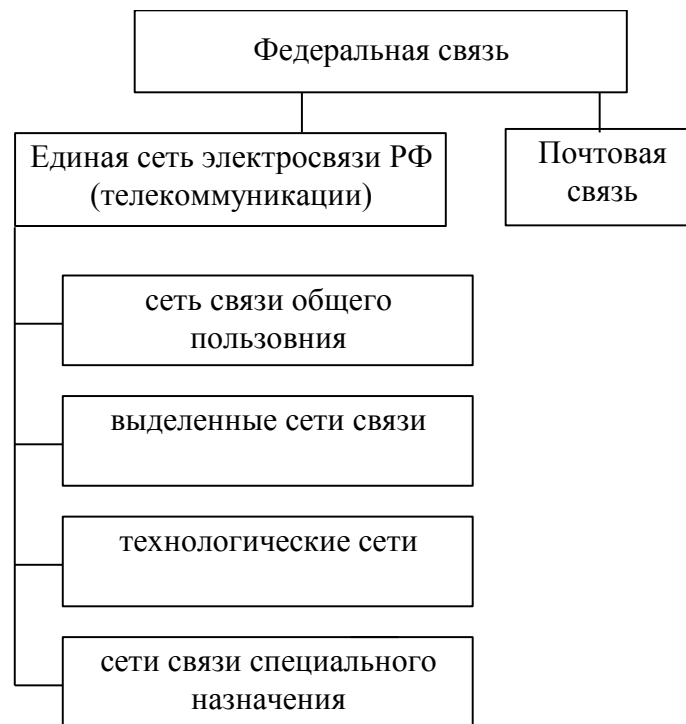 Федеральная связь
Единая сеть электросвязи РФ
(телекоммуникации)
Почтовая
связь
сеть связи общего
пользовния
выделенные сети связи
технологические сети
сети связи специального
назначения